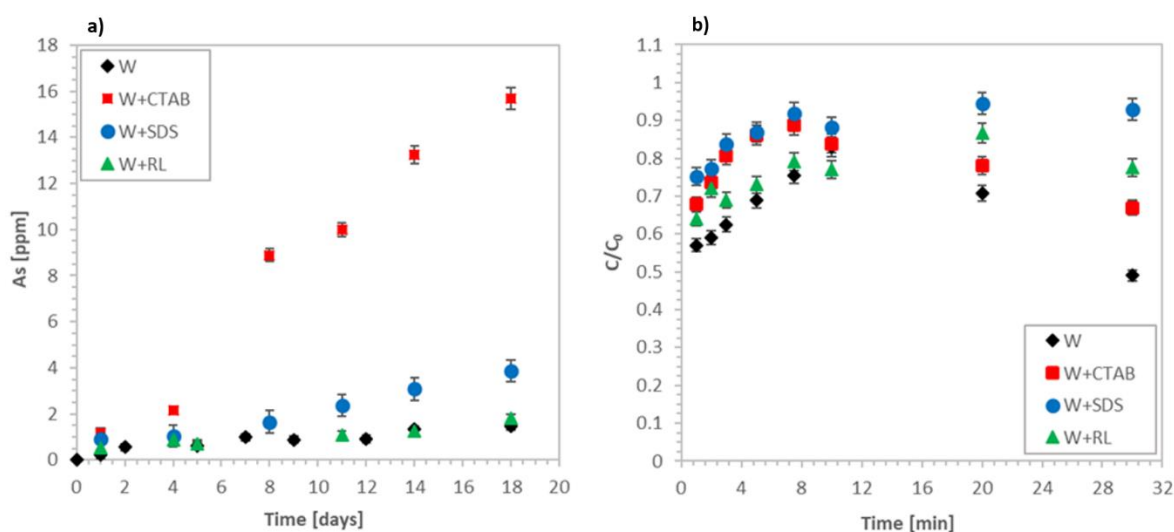 a)
18
16
14
12
10
8
6
4
2
0
As [ppm]
W
W+CTAB
W+SDS
W+RL
0 2 4 6 8 10 12 14 16 18 20
Time [days]
b)
1.1
1
0.9
0.8
0.7
0.6
0.5
0.4
0.3
0.2
0.1
0
C/C₀
W
W+CTAB
W+SDS
W+RL
0 4 8 12 16 20 24 28 32
Time [min]